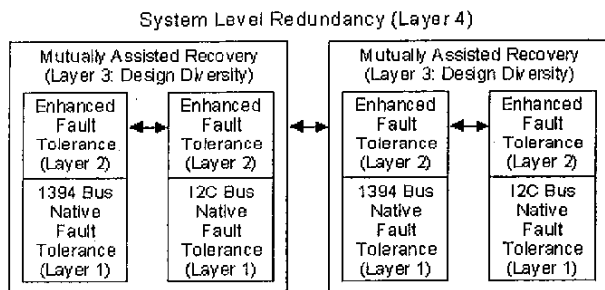 System Level Redundancy (Layer 4)
Mutually Assisted Recovery
(Layer 3: Design Diversity)
Enhanced
Fault
Tolerance
(Layer 2)
1394 Bus
Native
Fault
Tolerance
(Layer 1)
Enhanced
Fault
Tolerance
(Layer 2)
I2C Bus
Native
Fault
Tolerance
(Layer 1)
Mutually Assisted Recovery
(Layer 3: Design Diversity)
Enhanced
Fault
Tolerance
(Layer 2)
1394 Bus
Native
Fault
Tolerance
(Layer 1)
Enhanced
Fault
Tolerance
(Layer 2)
I2C Bus
Native
Fault
Tolerance
(Layer 1)